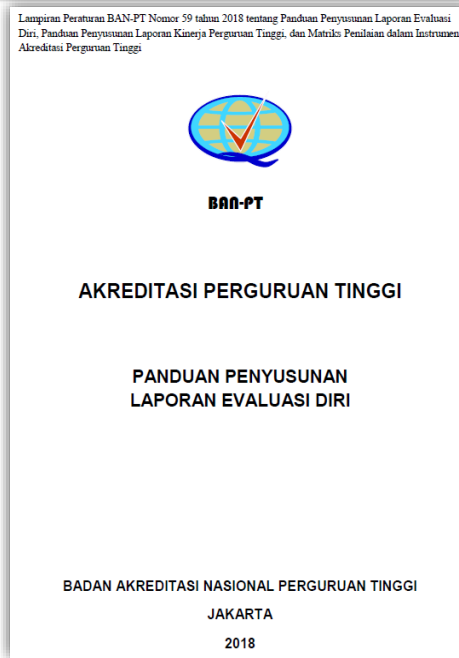 Lampiran Peraturan BAN-PT Nomor 59 tahun 2018 tentang Panduan Penyusunan Laporan Evaluasi
Diri, Panduan Penyusunan Laporan Kinerja Perguruan Tinggi, dan Matriks Penilaian dalam Instrumen
Akreditasi Perguruan Tinggi
BAN-PT
AKREDITASI PERGURUAN TINGGI
PANDUAN PENYUSUNAN
LAPORAN EVALUASI DIRI
BADAN AKREDITASI NASIONAL PERGURUAN TINGGI
JAKARTA
2018